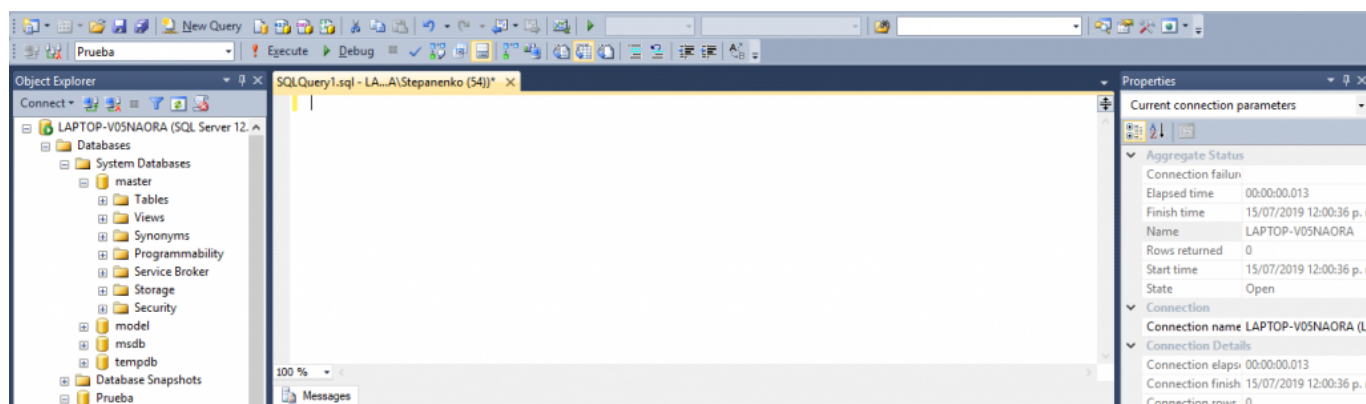 New Query
Prueba
Execute
Debug
Object Explorer
Connect
LAPTOP-V05NAORA (SQL Server 12.
Databases
System Databases
master
Tables
Views
Synonyms
Programmability
Service Broker
Storage
Security
model
msdb
tempdb
Database Snapshots
Prueba
SQLQuery1.sql - LA...A\Stepanenko (54))*
100 %
Messages
Properties
Current connection parameters
Aggregate Status
Connection failure
Elapsed time 00:00:00.013
Finish time 15/07/2019 12:00:36 p.
Name LAPTOP-V05NAORA
Rows returned 0
Start time 15/07/2019 12:00:36 p.
State Open
Connection
Connection name LAPTOP-V05NAORA (L
Connection Details
Connection elaps 00:00:00.013
Connection finish 15/07/2019 12:00:36 p.
Connection rows 0